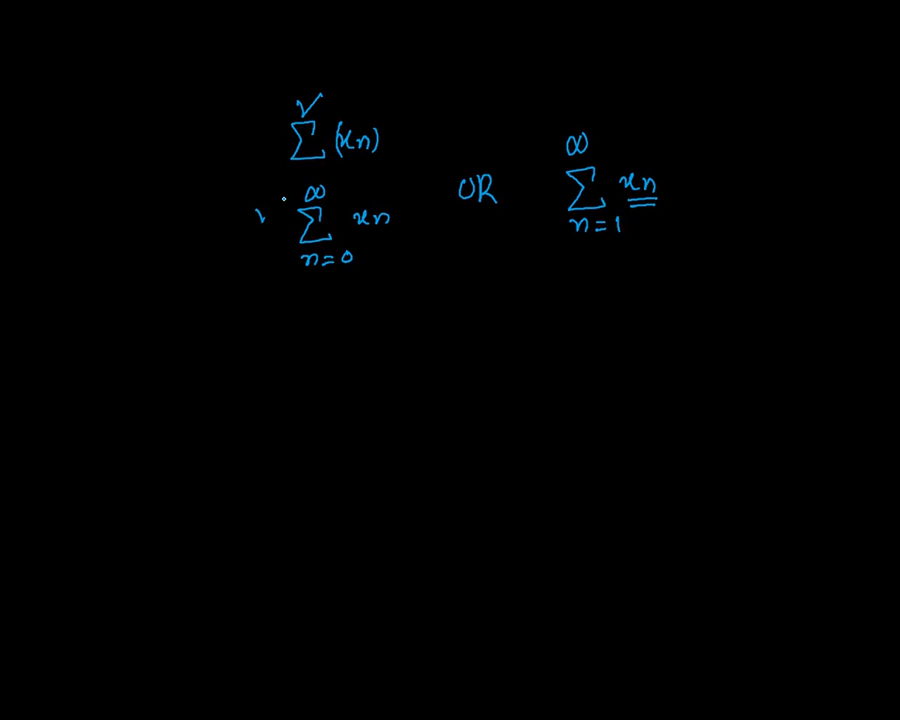 ✓
∑ (xn)
∞
∑ xn
n=0
OR
∞
∑ xn
n=1